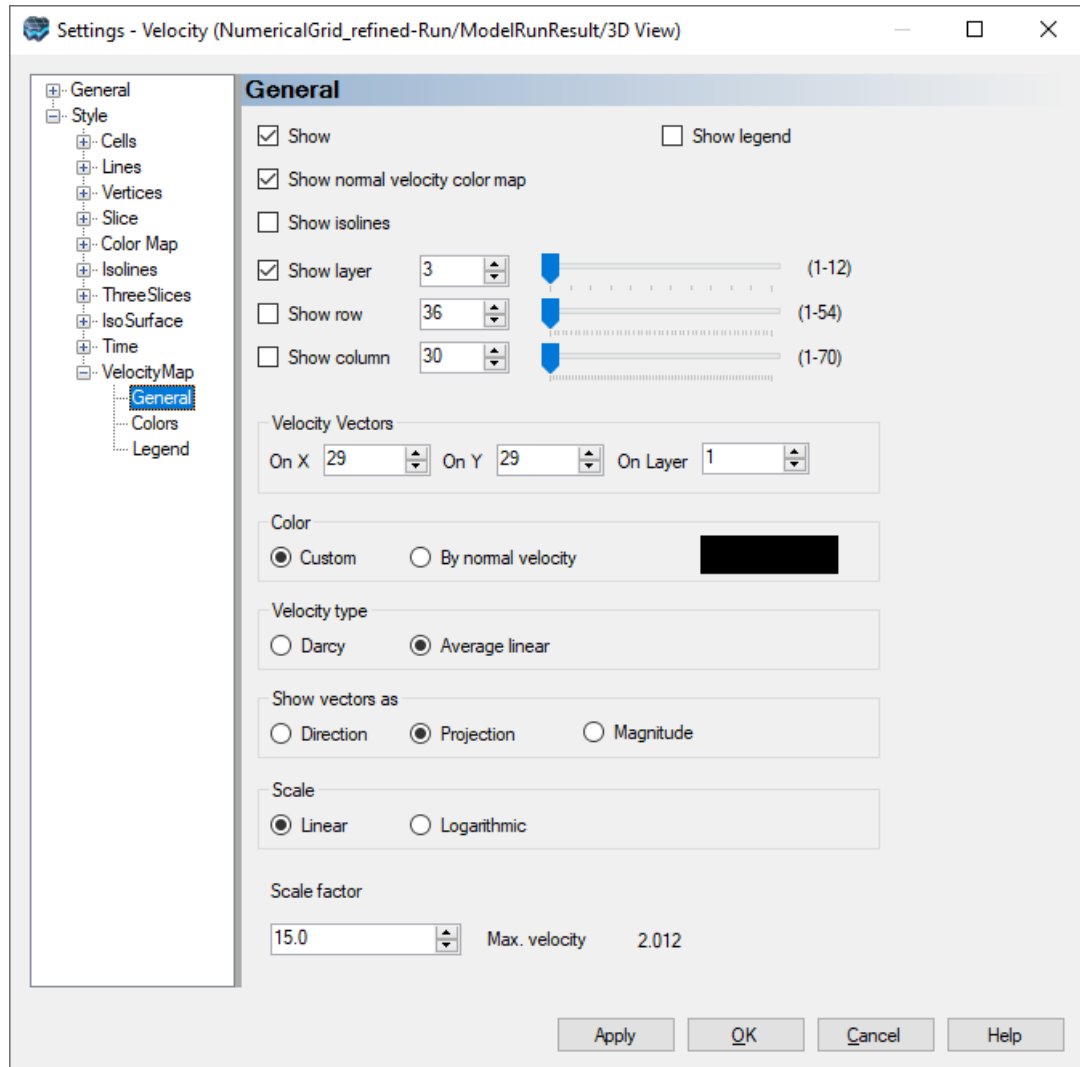 Settings - Velocity (NumericalGrid_refined-Run/ModelRunResult/3D View)
General
Style
Cells
Lines
Vertices
Slice
Color Map
Isolines
ThreeSlices
IsoSurface
Time
VelocityMap
General
Colors
Legend
General
Show
Show legend
Show normal velocity color map
Show isolines
Show layer 3 (1-12)
Show row 36 (1-54)
Show column 30 (1-70)
Velocity Vectors
On X 29 On Y 29 On Layer 1
Color
Custom By normal velocity
Velocity type
Darcy Average linear
Show vectors as
Direction Projection Magnitude
Scale
Linear Logarithmic
Scale factor
15.0 Max. velocity 2.012
Apply OK Cancel Help